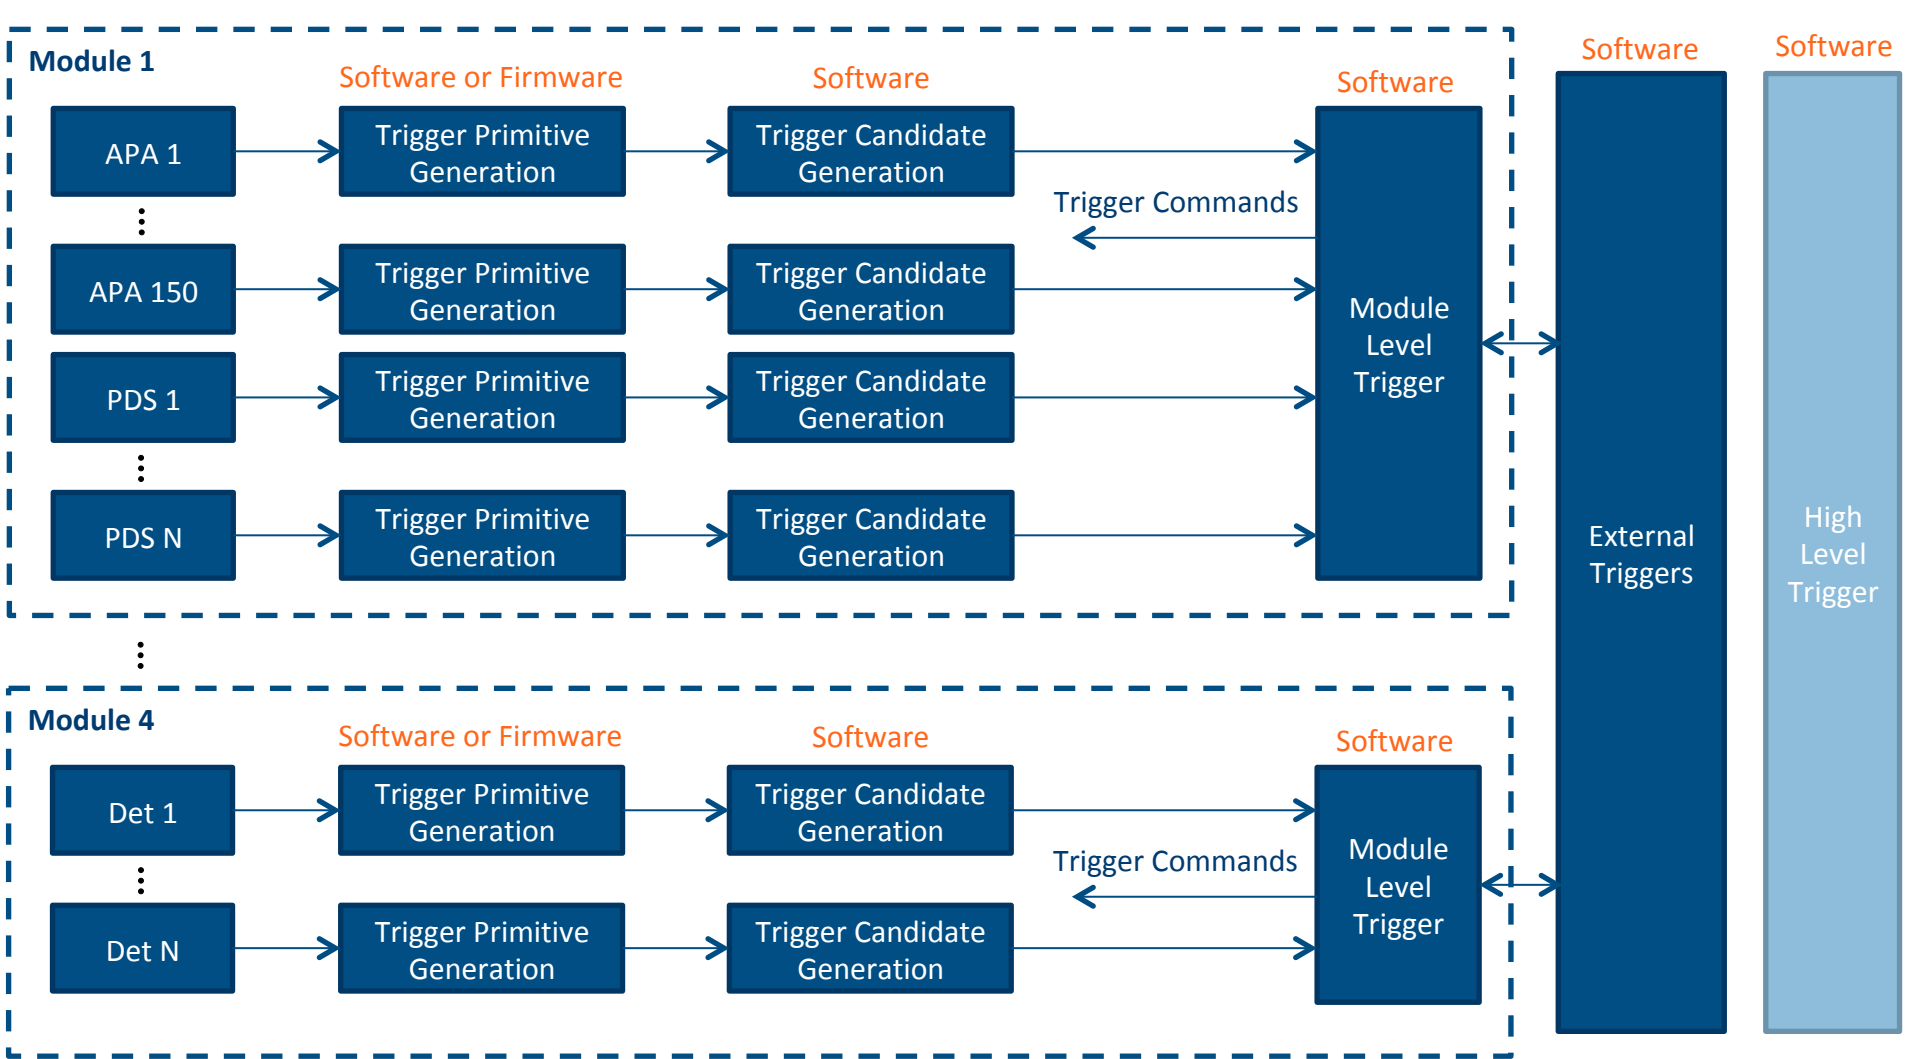 Module 1
Software or Firmware
Software
Software
Software
Software
APA 1
Trigger Primitive
Generation
Trigger Candidate
Generation
Trigger Commands
APA 150
Trigger Primitive
Generation
Trigger Candidate
Generation
Module
Level
Trigger
PDS 1
Trigger Primitive
Generation
Trigger Candidate
Generation
PDS N
Trigger Primitive
Generation
Trigger Candidate
Generation
External
Triggers
High
Level
Trigger
Module 4
Software or Firmware
Software
Software
Det 1
Trigger Primitive
Generation
Trigger Candidate
Generation
Trigger Commands
Module
Level
Trigger
Det N
Trigger Primitive
Generation
Trigger Candidate
Generation